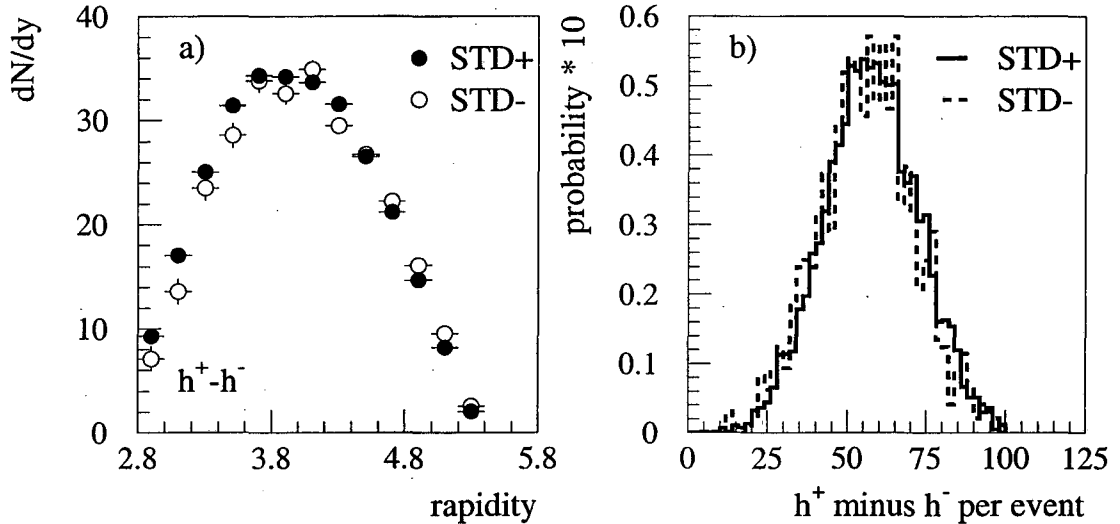 dN/dy
40
30
20
10
0
a)
STD+
STD-
h⁺-h⁻
2.8
3.8
4.8
5.8
rapidity
probability * 10
0.6
0.5
0.4
0.3
0.2
0.1
0
b)
STD+
STD-
0
25
50
75
100
125
h⁺ minus h⁻ per event